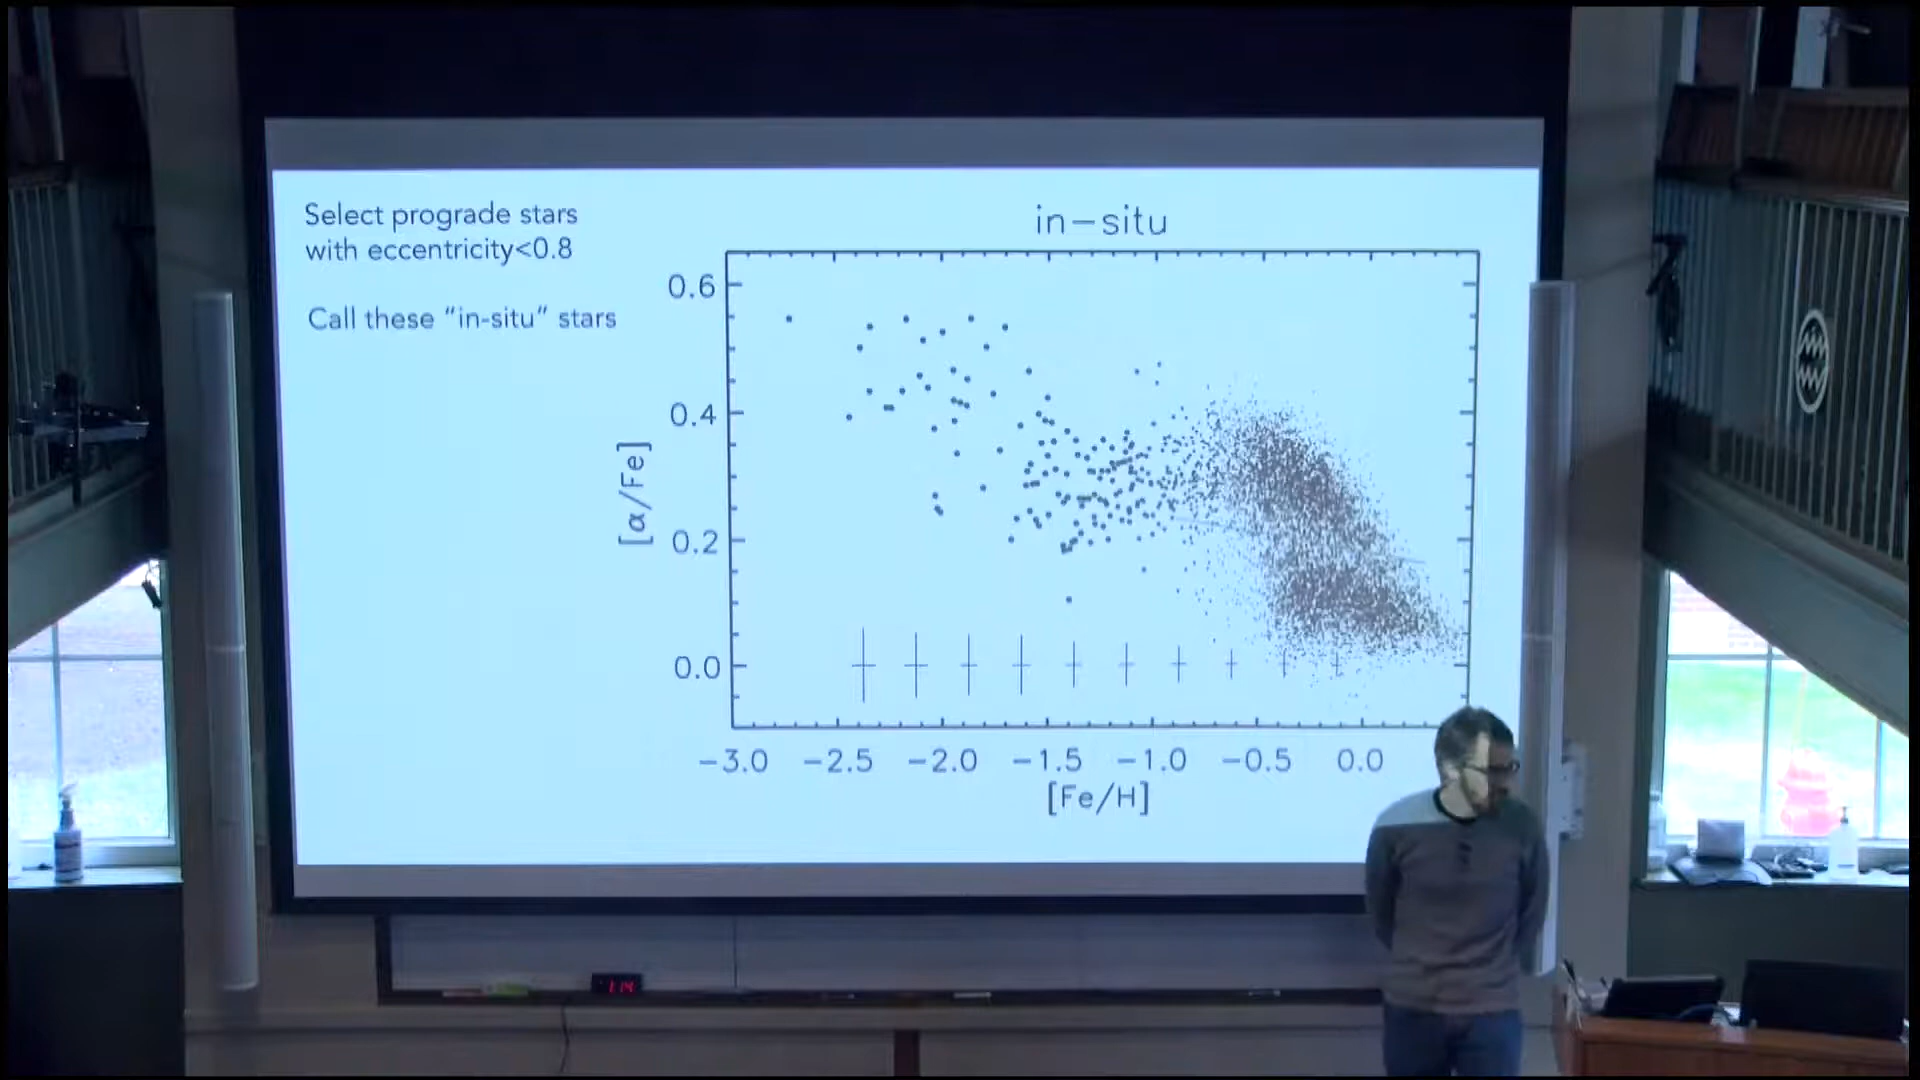 Select prograde stars
with eccentricity<0.8
Call these “in-situ” stars
in−situ
0.6
0.4
0.2
0.0
[α/Fe]
−3.0 −2.5 −2.0 −1.5 −1.0 −0.5 0.0
[Fe/H]